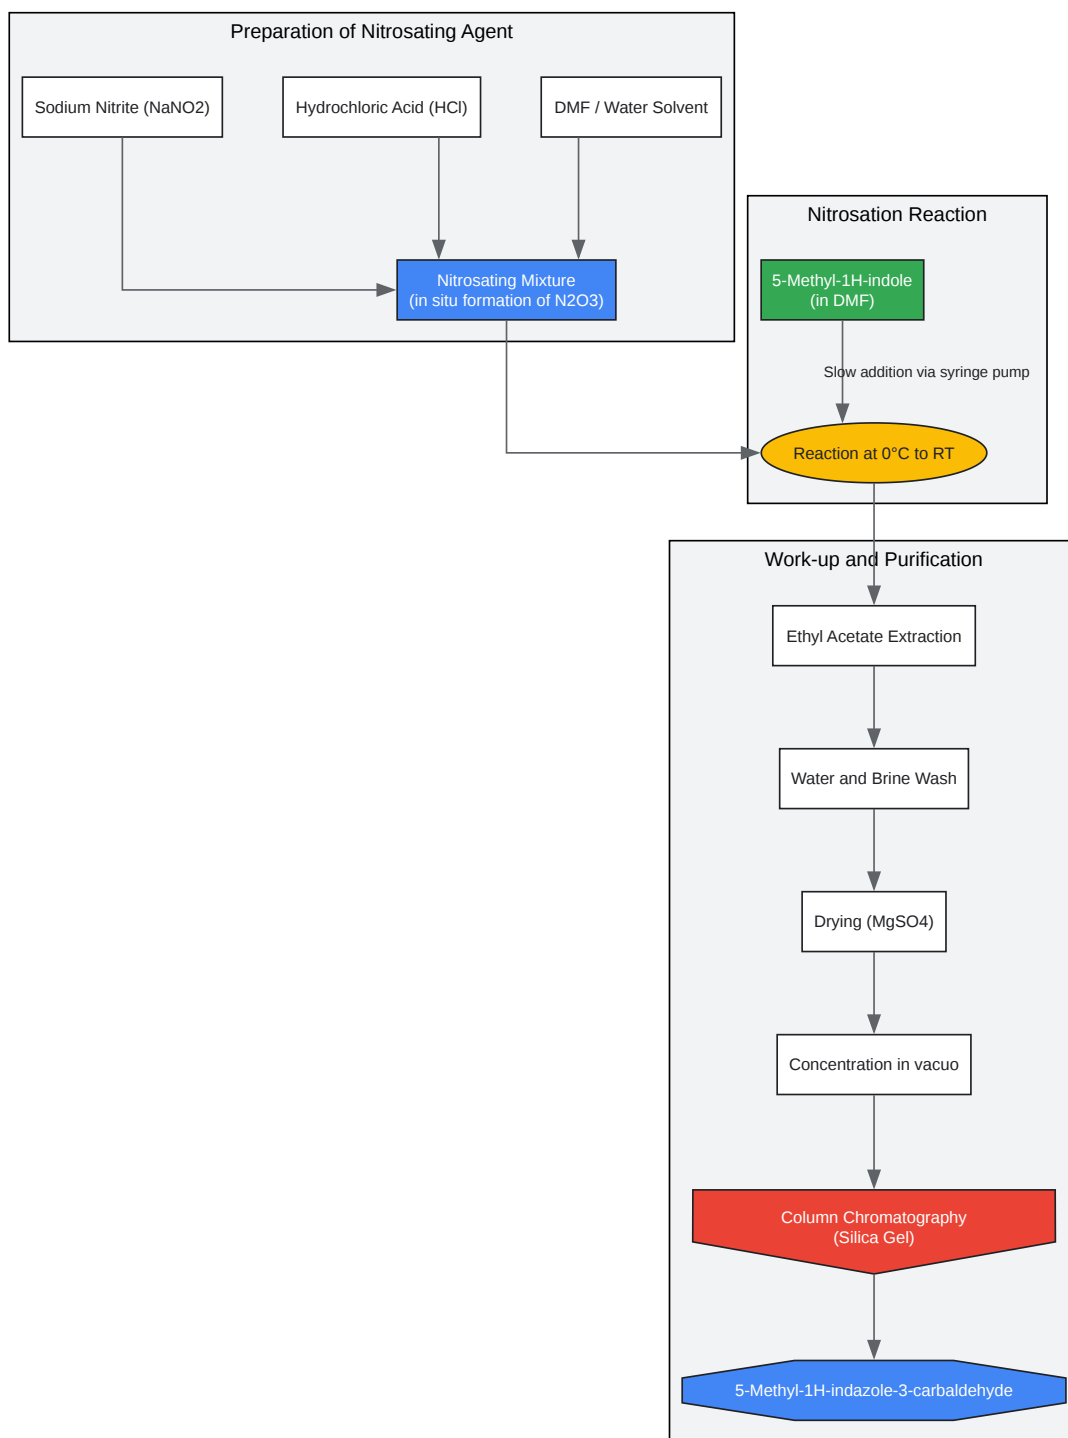 Preparation of Nitrosating Agent
Sodium Nitrite (NaNO2)
Hydrochloric Acid (HCl)
DMF / Water Solvent
Nitrosating Mixture
(in situ formation of N2O3)
Nitrosation Reaction
5-Methyl-1H-indole
(in DMF)
Slow addition via syringe pump
Reaction at 0°C to RT
Work-up and Purification
Ethyl Acetate Extraction
Water and Brine Wash
Drying (MgSO4)
Concentration in vacuo
Column Chromatography
(Silica Gel)
5-Methyl-1H-indazole-3-carbaldehyde